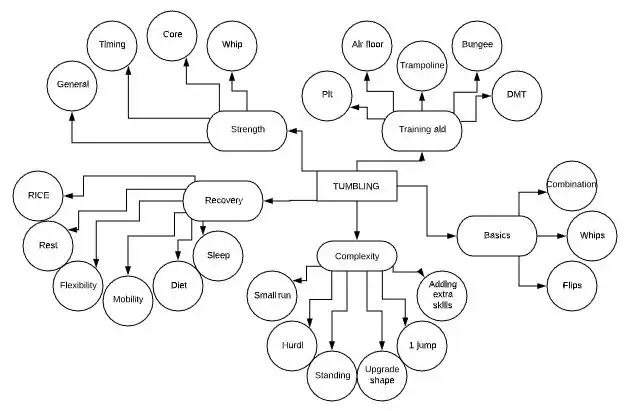 Timing
Core
Whip
General
Strength
Air floor
Trampoline
Bungee
Pit
DMT
Training aid
TUMBLING
RICE
Rest
Flexibility
Mobility
Diet
Sleep
Recovery
Complexity
Small run
Hurdl
Standing
Upgrade
shape
1 jump
Adding
extra
skills
Basics
Combination
Whips
Flips